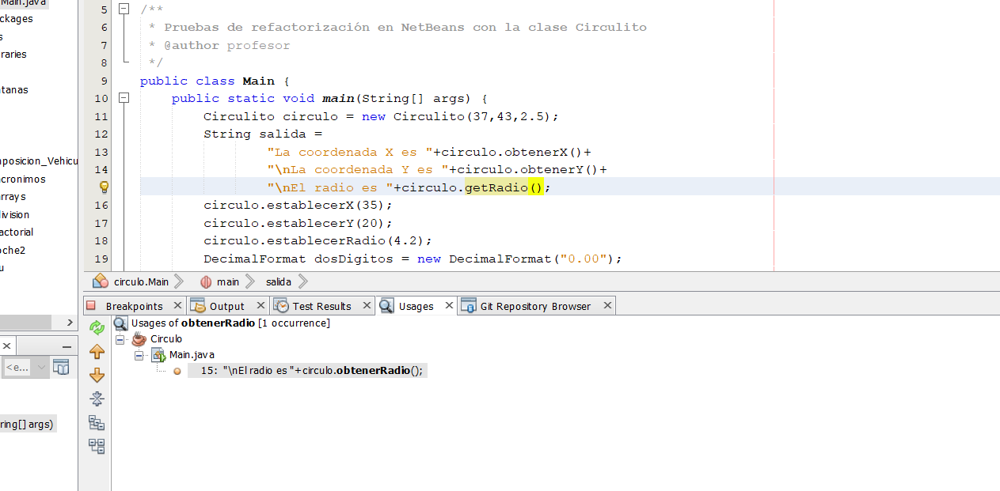 Main.java
ckages
s
raries
tanas
mposicion_Vehicu
acronimos
arrays
division
actorial
oche2
u
5 /**
6 * Pruebas de refactorización en NetBeans con la clase Circulito
7 * @author profesor
8 */
9 public class Main {
10 public static void main(String[] args) {
11 Circulito circulo = new Circulito(37,43,2.5);
12 String salida =
13 "La coordenada X es "+circulo.obtenerX()+
14 "\nLa coordenada Y es "+circulo.obtenerY()+
"\nEl radio es "+circulo.getRadio();
16 circulo.establecerX(35);
17 circulo.establecerY(20);
18 circulo.establecerRadio(4.2);
19 DecimalFormat dosDigitos = new DecimalFormat("0.00");
circulo.Main main salida
Breakpoints Output Test Results Usages Git Repository Browser
Usages of obtenerRadio [1 occurrence]
Circulo
Main.java
15: "\nEl radio es "+circulo.obtenerRadio();
<e...
ring[] args)